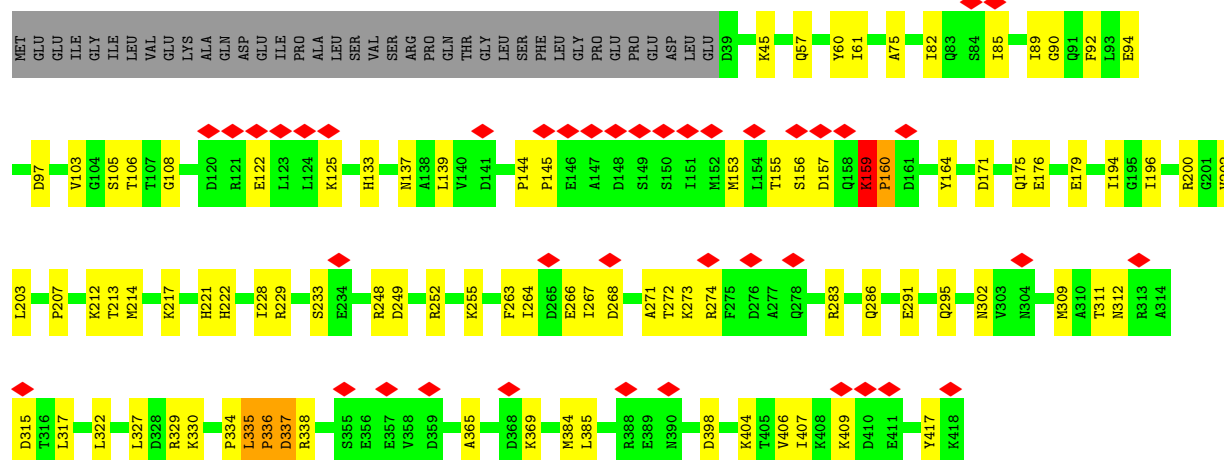 MET GLU GLU ILE GLY ILE LEU VAL GLU LYS ALA GLN ASP GLU ILE PRO ALA LEU SER VAL SER ARG PRO GLN THR GLY LEU SER PHE LEU GLY PRO GLU PRO GLU ASP LEU GLU D39 K45 Q57 Y60 I61 A75 I82 Q83 S84 I85 I89 G90 Q91 F92 L93 E94
D97 V103 G104 S105 T106 T107 G108 D120 R121 E122 L123 L124 K125 H133 N137 A138 L139 V140 D141 P144 P145 E146 A147 D148 S149 S150 I151 M152 M153 L154 T155 S156 D157 Q158 K159 P160 D161 Y164 D171 Q175 E176 E179 I194 G195 I196 R200 G201
L203 P207 K212 T213 M214 K217 H221 H222 I228 R229 S233 E234 R248 D249 R252 K255 F263 I264 D265 E266 I267 D268 A271 T272 K273 R274 F275 D276 A277 Q278 R283 Q286 E291 Q295 N302 V303 N304 M309 A310 T311 N312 R313 A314
D315 T316 L317 L322 L327 D328 R329 K330 P334 L335 P336 D337 R338 S355 E356 E357 V358 D359 A365 D368 K369 M384 L385 R388 E389 N390 D398 K404 T405 V406 I407 K408 K409 D410 E411 Y417 K418